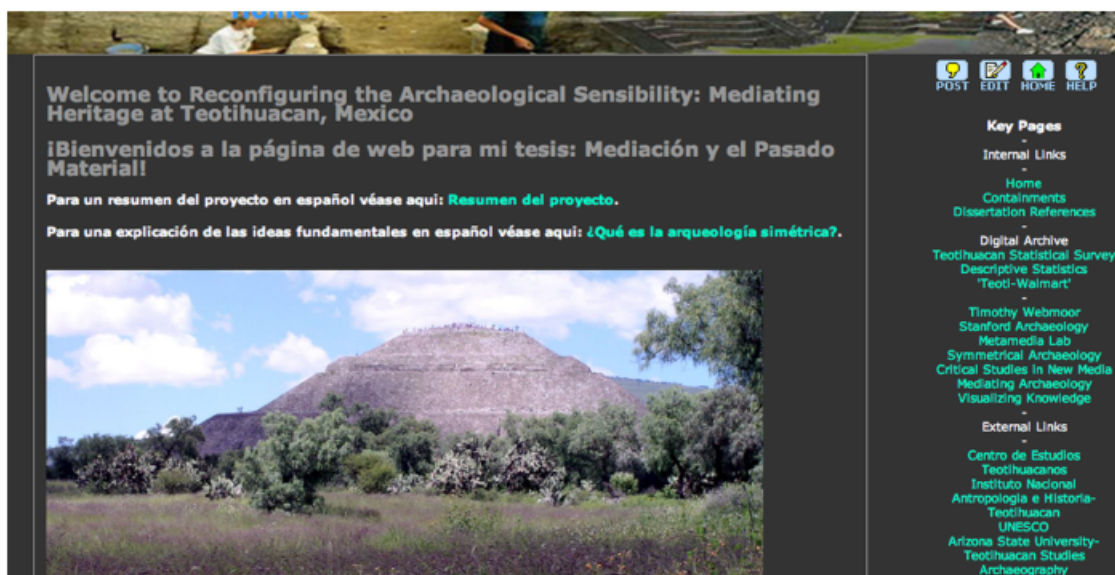 Home
POST EDIT HOME HELP
Welcome to Reconfiguring the Archaeological Sensibility: Mediating
Heritage at Teotihuacan, Mexico
¡Bienvenidos a la página de web para mi tesis: Mediación y el Pasado
Material!
Para un resumen del proyecto en español véase aqui: Resumen del proyecto.
Para una explicación de las ideas fundamentales en español véase aqui: ¿Qué es la arqueología simétrica?.
Key Pages
-
Internal Links
-
Home
Containments
Dissertation References
-
Digital Archive
Teotihuacan Statistical Survey
Descriptive Statistics
'Teoti-Walmart'
-
Timothy Webmoor
Stanford Archaeology
Metamedia Lab
Symmetrical Archaeology
Critical Studies in New Media
Mediating Archaeology
Visualizing Knowledge
-
External Links
-
Centro de Estudios
Teotihuacanos
Instituto Nacional
Antropologia e Historia-
Teotihuacan
UNESCO
Arizona State University-
Teotihuacan Studies
Archaeography